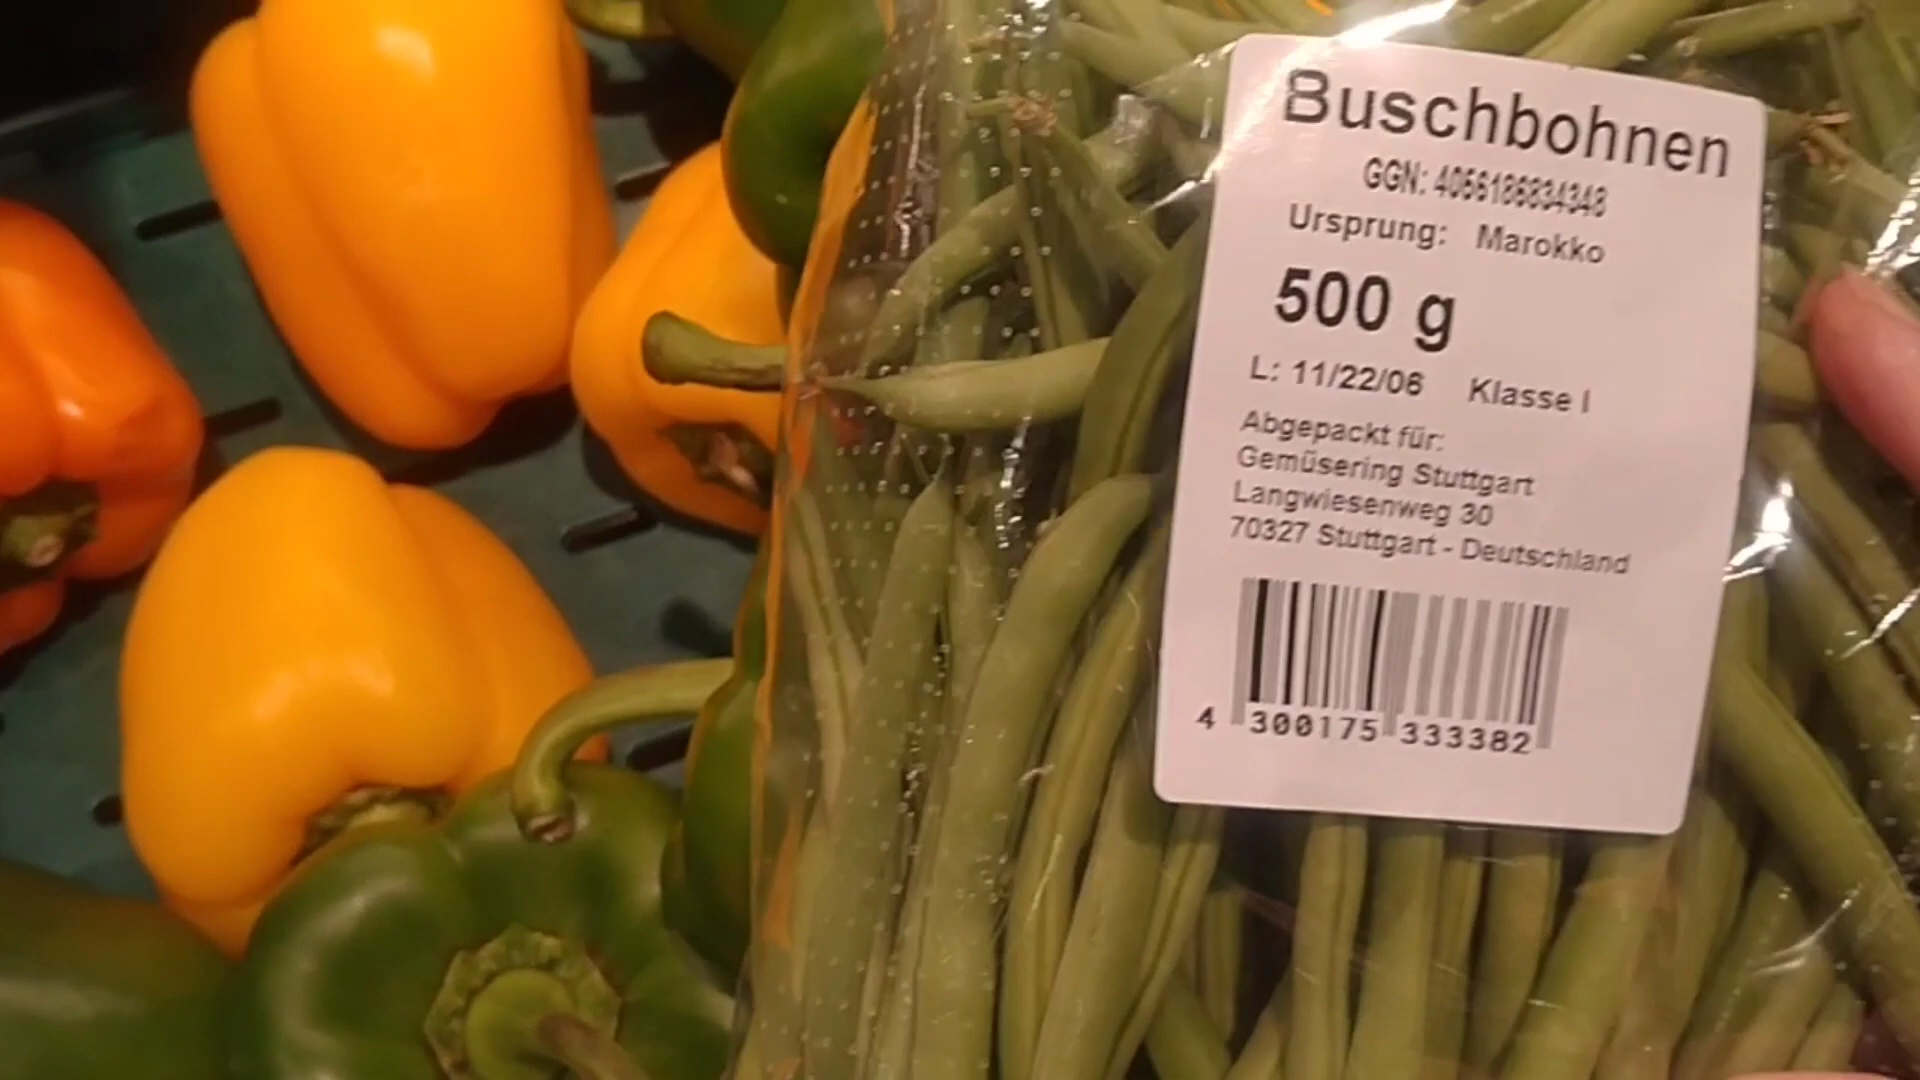 Buschbohnen
GGN: 4056186834348
Ursprung: Marokko
500 g
L: 11/22/06 Klasse I
Abgepackt für:
Gemüsering Stuttgart
Langwiesenweg 30
70327 Stuttgart - Deutschland
4 300175 333382